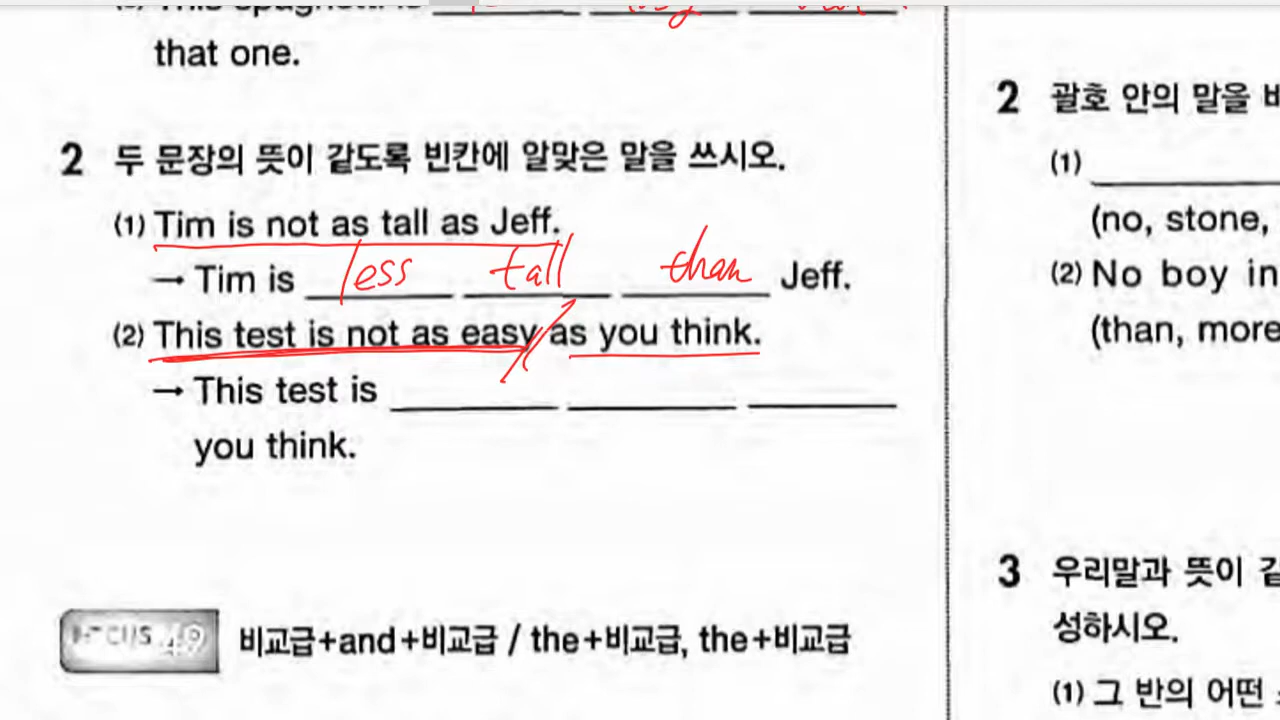 that one.
2 두 문장의 뜻이 같도록 빈칸에 알맞은 말을 쓰시오.
(1) Tim is not as tall as Jeff.
→ Tim is less tall than Jeff.
(2) This test is not as easy as you think.
→ This test is ______ ______ ______
you think.
비교급+and+비교급 / the+비교급, the+비교급
2 괄호 안의 말을
(1) ______
(no, stone,
(2) No boy in
(than, more
3 우리말과 뜻이
성하시오.
(1) 그 반의 어떤